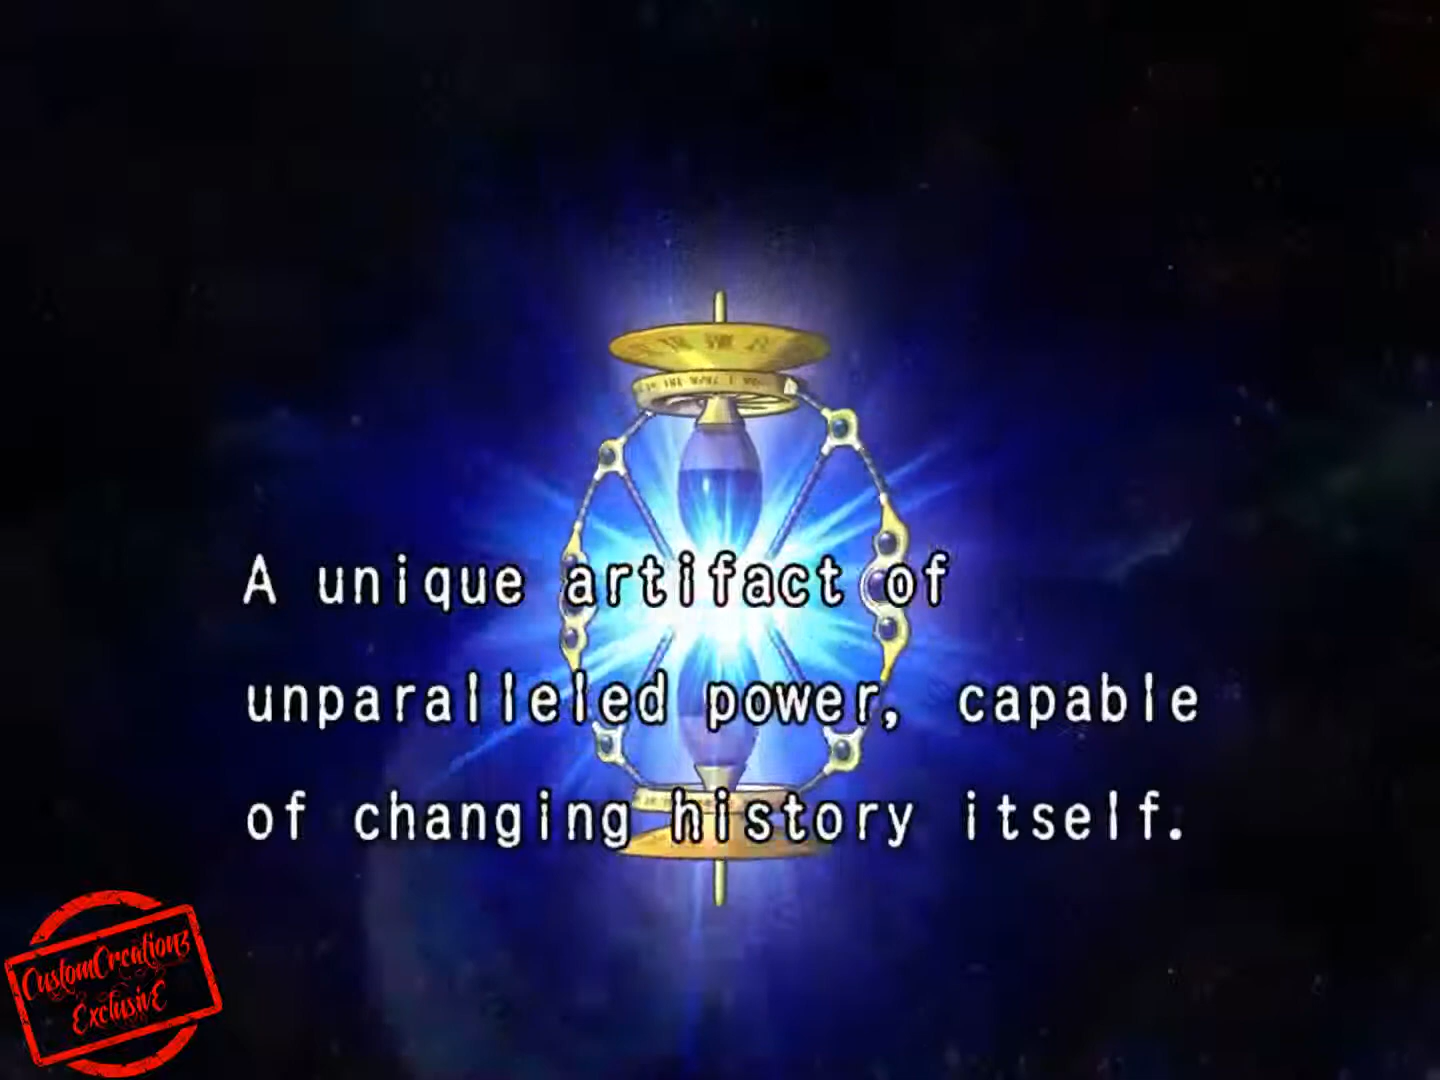 A unique artifact of
unparalleled power, capable
of changing history itself.
CustomCreationz
ExclusivE